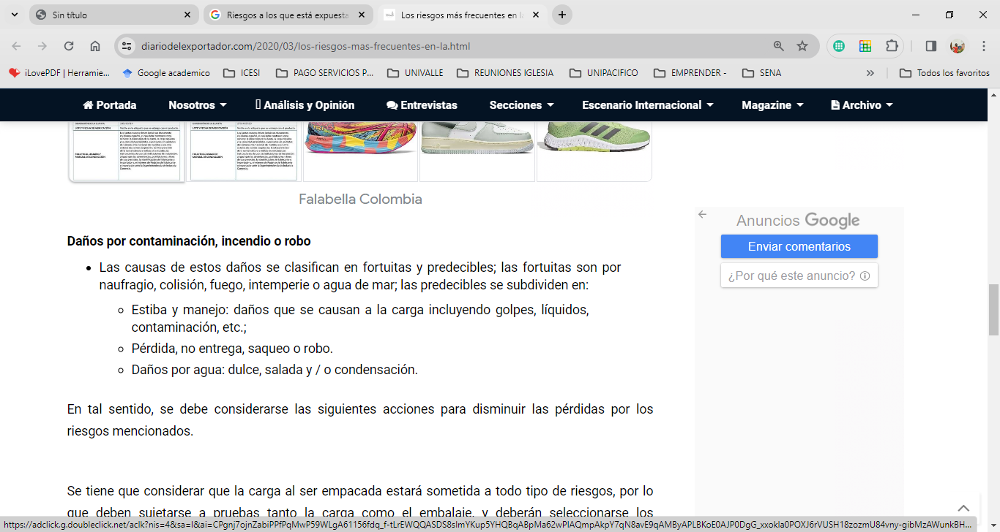 Sin título
Riesgos a los que está expuesta
Los riesgos más frecuentes en l
diariodelexportador.com/2020/03/los-riesgos-mas-frecuentes-en-la.html
iLovePDF | Herramie...
Google academico
ICESI
PAGO SERVICIOS P...
UNIVALLE
REUNIONES IGLESIA
UNIPACIFICO
EMPRENDER -
SENA
Todos los favoritos
Portada
Nosotros
Análisis y Opinión
Entrevistas
Secciones
Escenario Internacional
Magazine
Archivo
Falabella Colombia
Anuncios Google
Enviar comentarios
¿Por qué este anuncio?
Daños por contaminación, incendio o robo
• Las causas de estos daños se clasifican en fortuitas y predecibles; las fortuitas son por
naufragio, colisión, fuego, intemperie o agua de mar; las predecibles se subdividen en:
Estiba y manejo: daños que se causan a la carga incluyendo golpes, líquidos,
contaminación, etc.;
Pérdida, no entrega, saqueo o robo.
Daños por agua: dulce, salada y / o condensación.
En tal sentido, se debe considerarse las siguientes acciones para disminuir las pérdidas por los
riesgos mencionados.
Se tiene que considerar que la carga al ser empacada estará sometida a todo tipo de riesgos, por lo
que deben sujetarse a pruebas tanto la carga como el embalaje, y deberán seleccionarse los